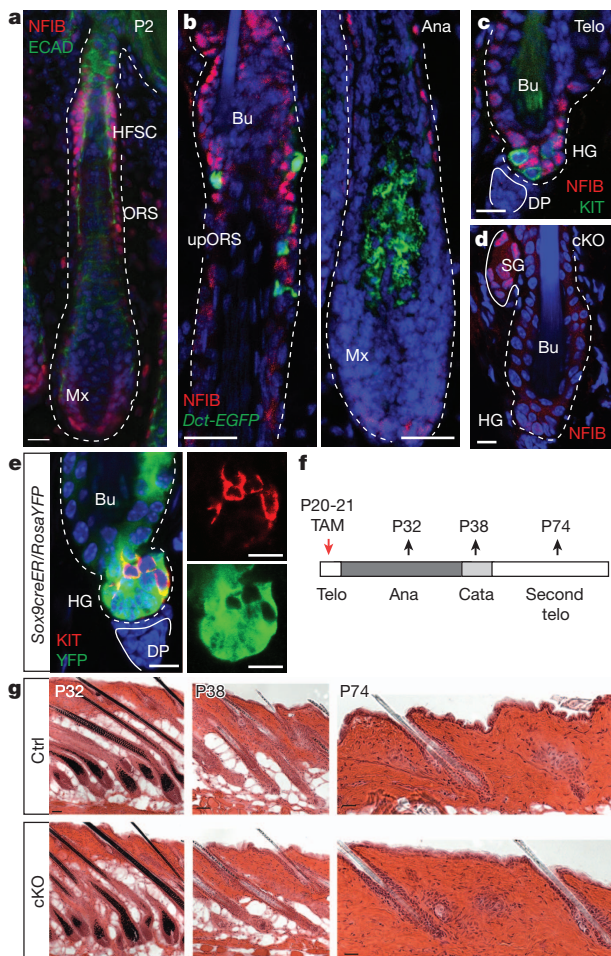 a
NFIB
ECAD
P2
HFSC
ORS
Mx
b
Bu
upORS
NFIB
Dct-EGFP
Ana
Mx
c
Telo
Bu
HG
DP
NFIB
KIT
d
cKO
SG
Bu
HG
NFIB
e
Sox9creER/RosaYFP
Bu
HG
DP
KIT
YFP
f
P20-21
TAM
P32
P38
P74
Telo
Ana
Cata
Second
telo
g
Ctrl
P32
P38
P74
cKO